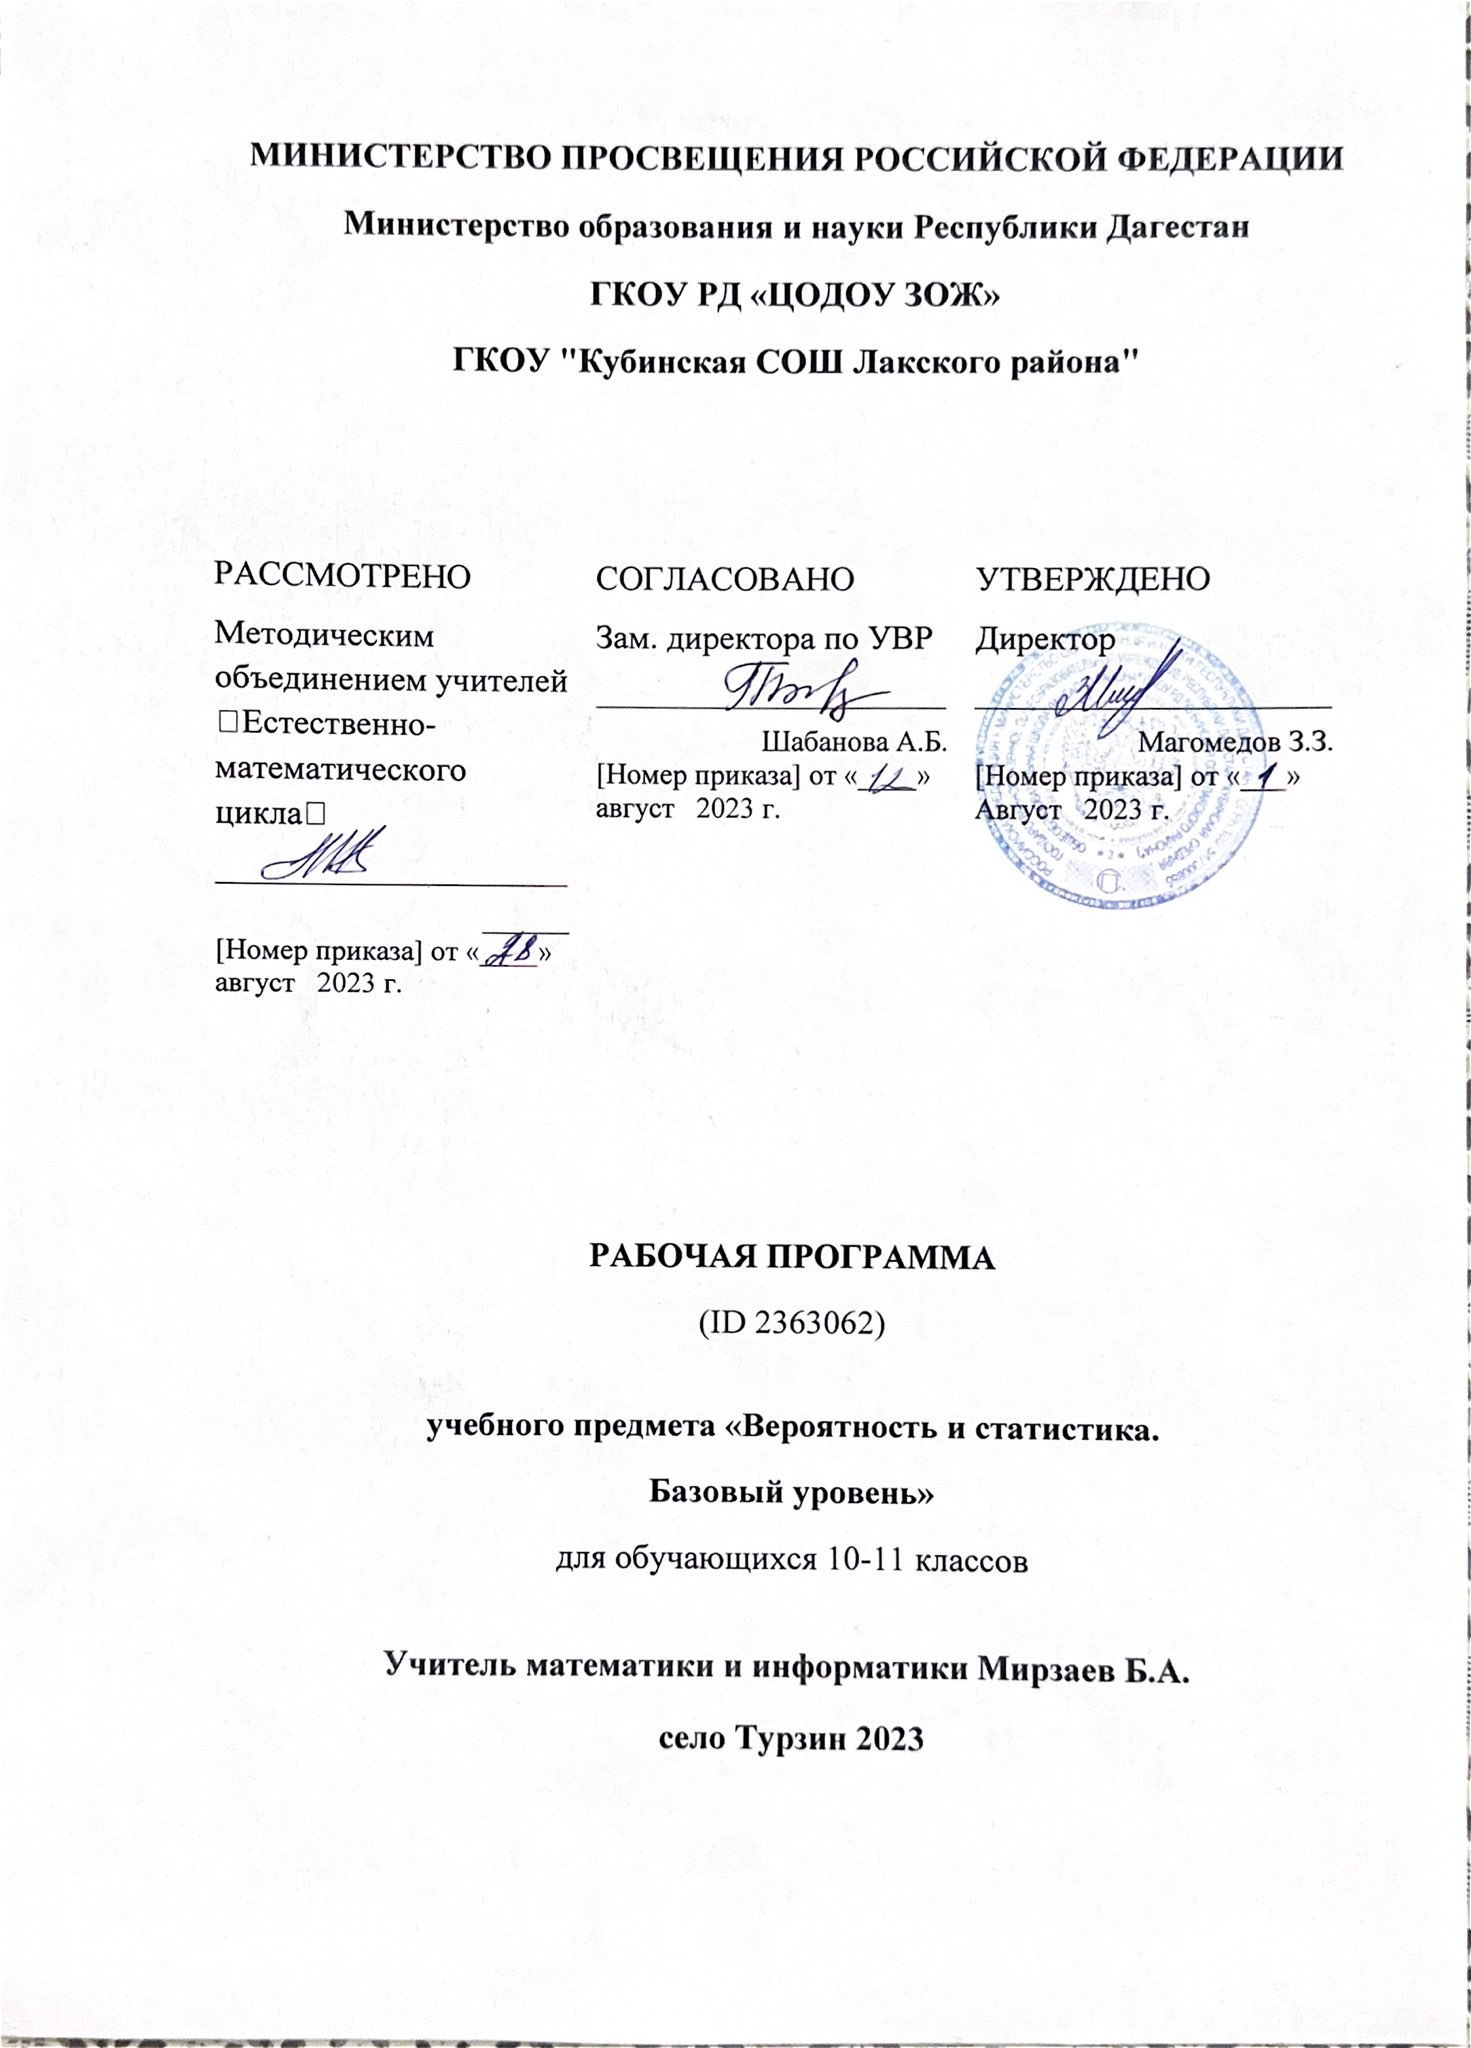 МИНИСТЕРСТВО ПРОСВЕЩЕНИЯ РОССИЙСКОЙ ФЕДЕРАЦИИ
Министерство образования и науки Республики Дагестан
ГКОУ РД «ЦОДОУ ЗОЖ»
ГКОУ "Кубинская СОШ Лакского района"
РАССМОТРЕНО
Методическим
объединением учителей
Естественно-
математического
цикла
[Номер приказа] от «28»
август 2023 г.
СОГЛАСОВАНО
Зам. директора по УВР
Шабанова А.Б.
[Номер приказа] от «12»
август 2023 г.
УТВЕРЖДЕНО
Директор
Магомедов З.З.
[Номер приказа] от «1»
Август 2023 г.
РАБОЧАЯ ПРОГРАММА
(ID 2363062)
учебного предмета «Вероятность и статистика.
Базовый уровень»
для обучающихся 10-11 классов
Учитель математики и информатики Мирзаев Б.А.
село Турзин 2023